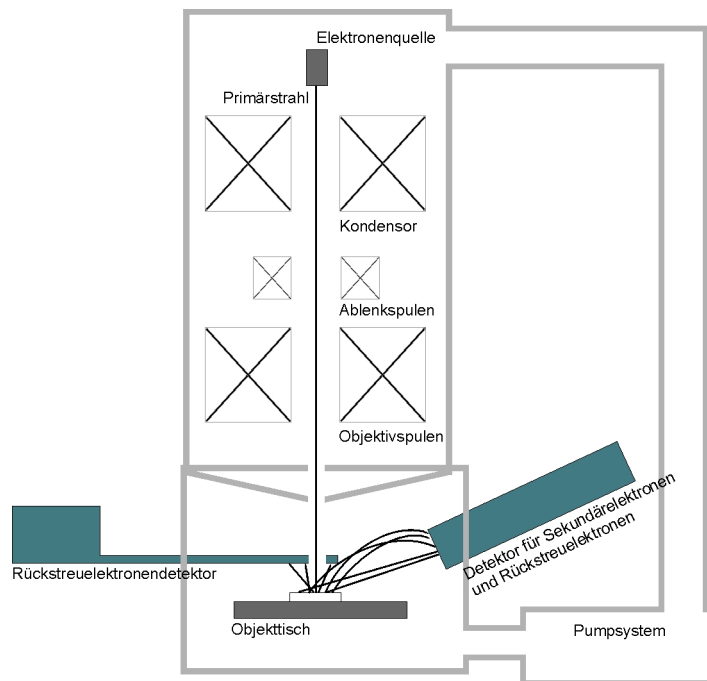 Elektronenquelle
Primärstrahl
Kondensor
Ablenkspulen
Objektivspulen
Detektor für Sekundärelektronen
und Rückstreuelektronen
Rückstreuelektronendetektor
Objekttisch
Pumpsystem